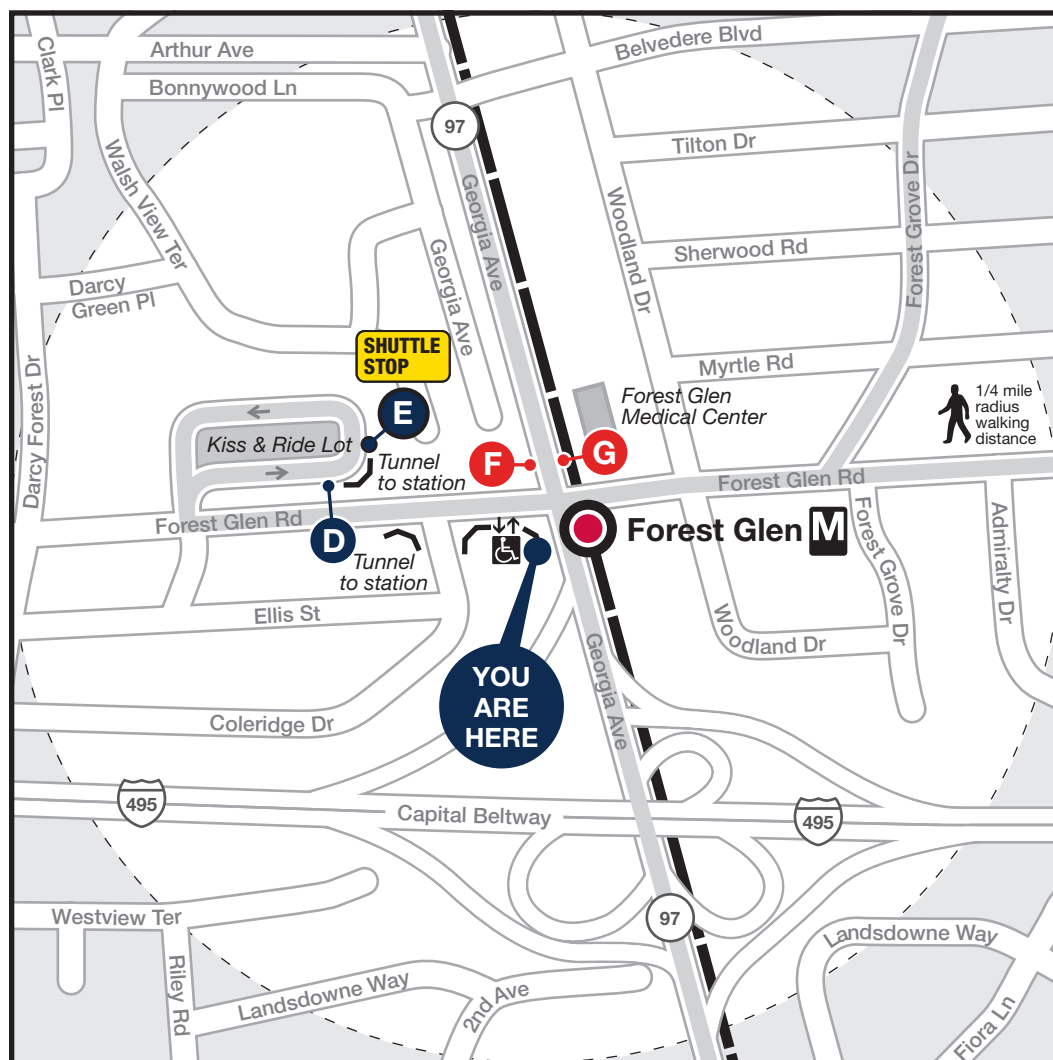 Clark Pl
Arthur Ave
Bonnywood Ln
Belvedere Blvd
97
Tilton Dr
Walsh View Ter
Georgia Ave
Woodland Dr
Forest Grove Dr
Georgia Ave
Sherwood Rd
Darcy
Green Pl
SHUTTLE
STOP
Myrtle Rd
E
Forest Glen
Medical Center
1/4 mile
radius
walking
distance
Darcy Forest Dr
Kiss & Ride Lot
Tunnel
to station
F
G
Forest Glen Rd
Forest Glen Rd
D
Tunnel
to station
Forest Glen M
Forest Grove Dr
Admiralty Dr
Ellis St
Woodland Dr
YOU
ARE
HERE
Georgia Ave
Coleridge Dr
495
Capital Beltway
495
Westview Ter
97
Landsdowne Way
Riley Rd
Landsdowne Way
2nd Ave
Fiora Ln